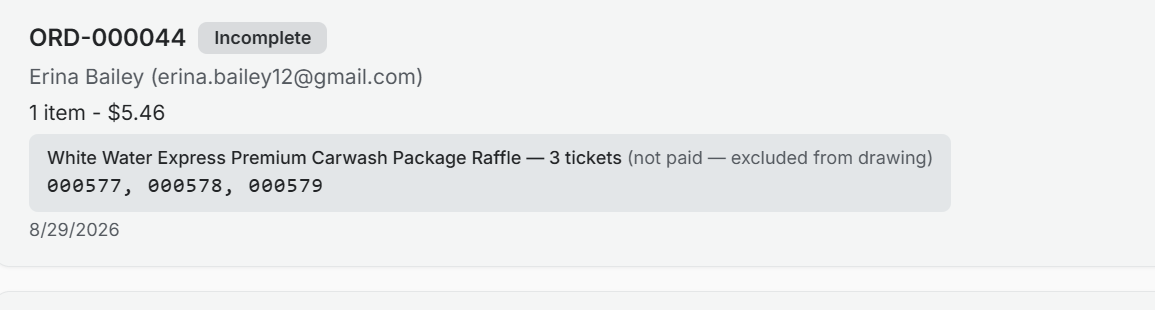 ORD-000044 Incomplete
Erina Bailey (erina.bailey12@gmail.com)
1 item - $5.46
White Water Express Premium Carwash Package Raffle — 3 tickets (not paid — excluded from drawing)
000577, 000578, 000579
8/29/2026